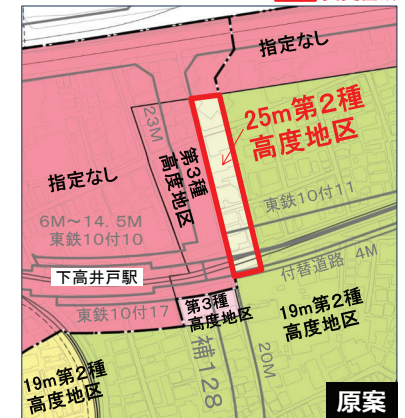 指定なし
25m第2種
高度地区
23M
第3種
高度地区
指定なし
6M～14.5M
東鉄10付10
東鉄10付11
下高井戸駅
付替道路 4M
東鉄10付17
第3種
高度地区
19m第2種
高度地区
補128
20M
19m第2種
高度地区
原案